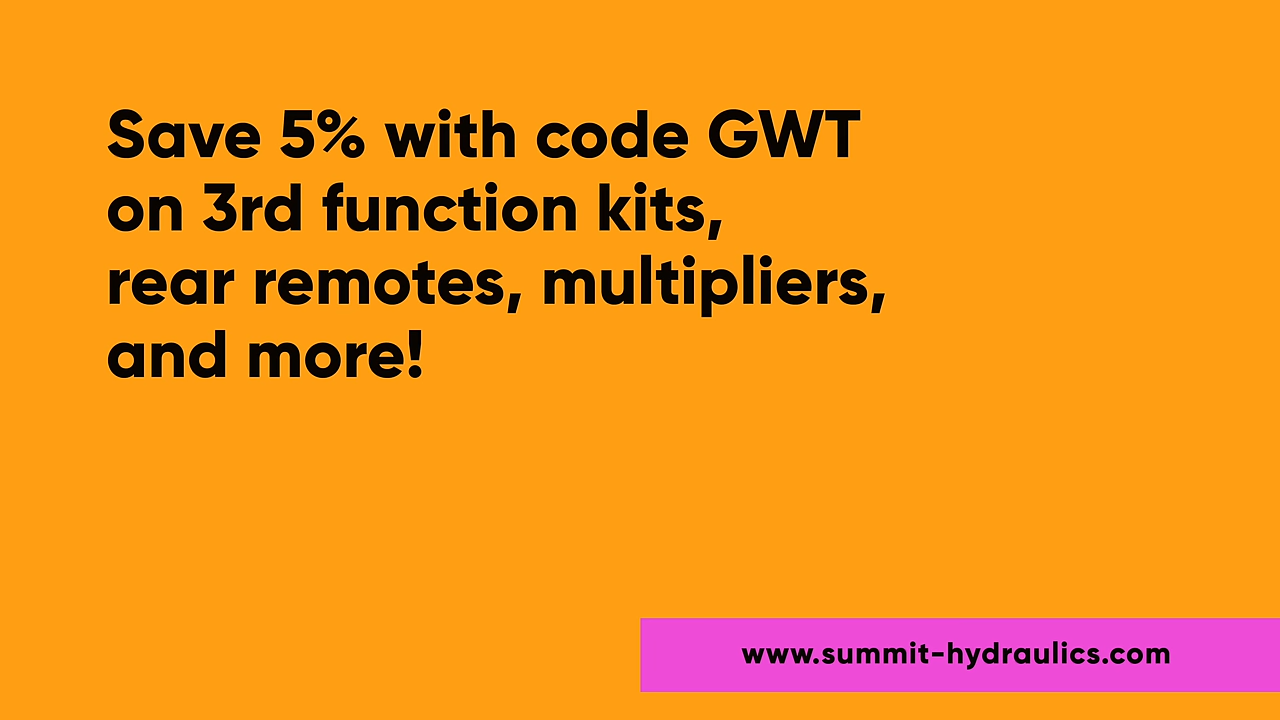 Save 5% with code GWT
on 3rd function kits,
rear remotes, multipliers,
and more!
www.summit-hydraulics.com